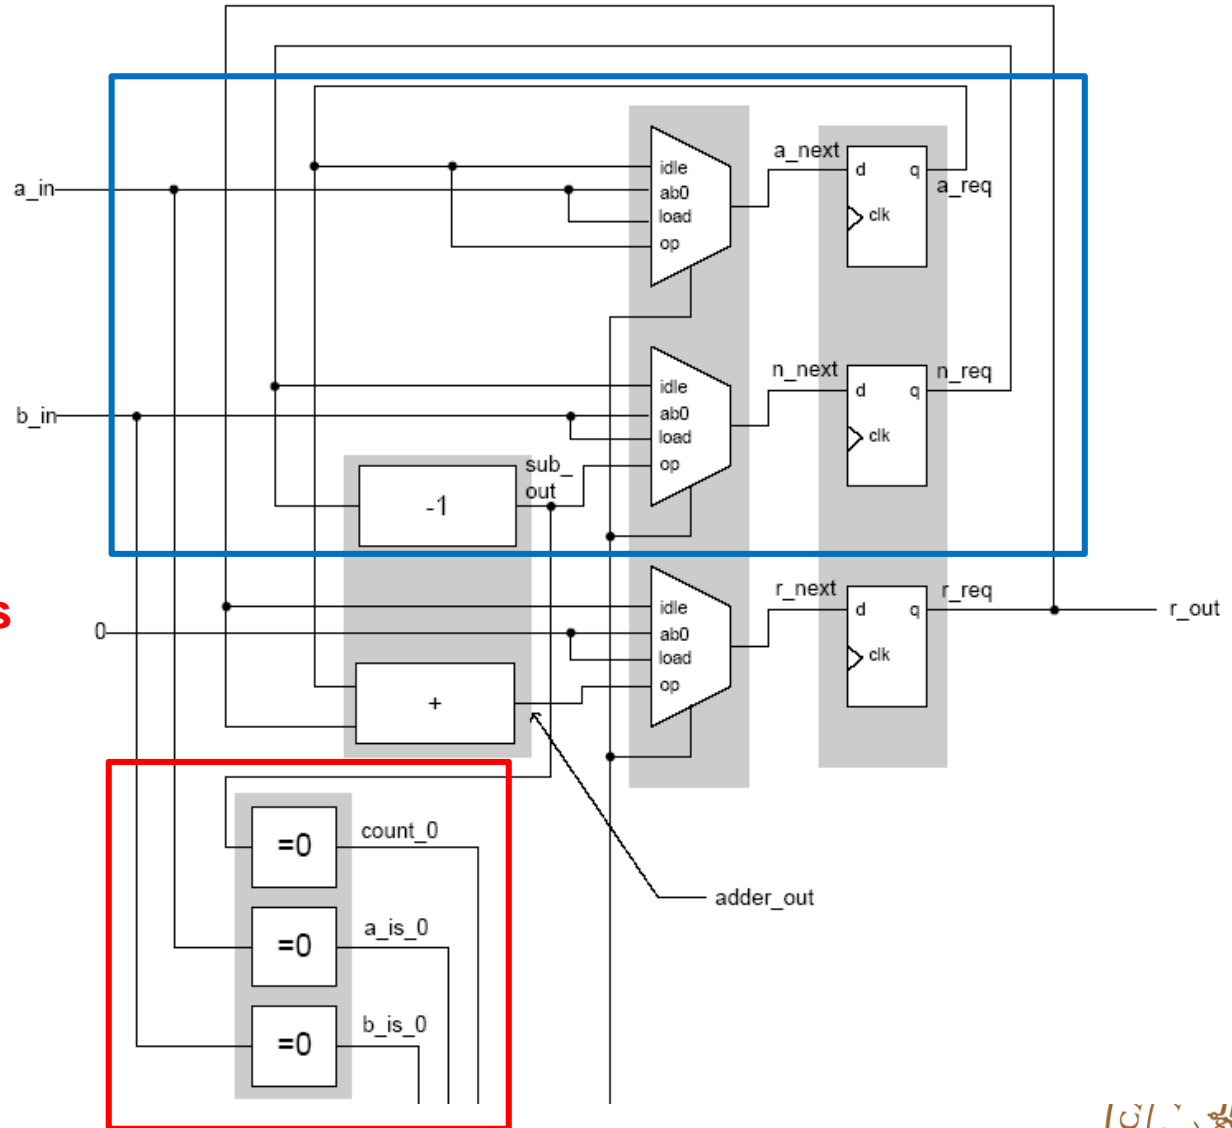 a_in
idle
ab0
load
op
a_next
d
q
clk
a_req
b_in
idle
ab0
load
op
n_next
d
q
clk
n_req
-1
sub_
out
s
0
idle
ab0
load
op
r_next
d
q
clk
r_req
r_out
+
adder_out
=0
count_0
=0
a_is_0
=0
b_is_0